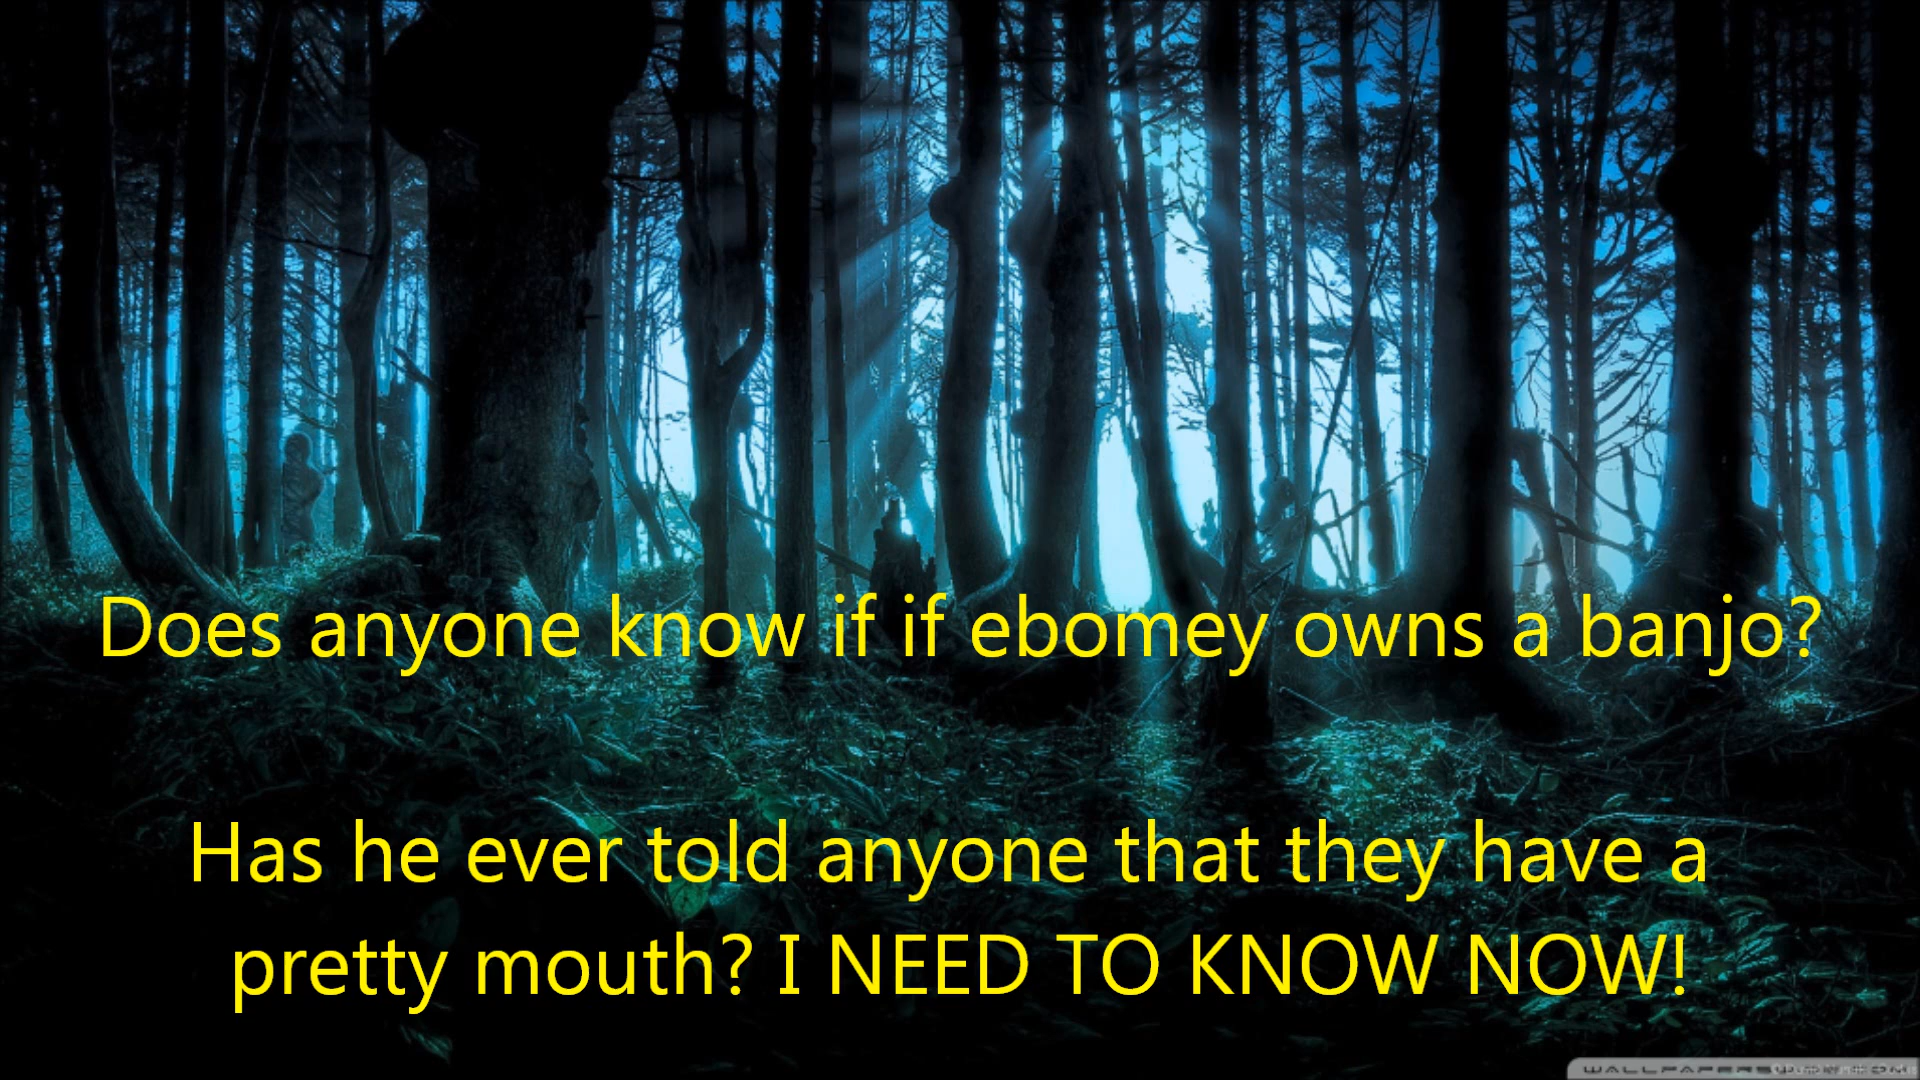 Does anyone know if if ebomey owns a banjo?
Has he ever told anyone that they have a
pretty mouth? I NEED TO KNOW NOW!